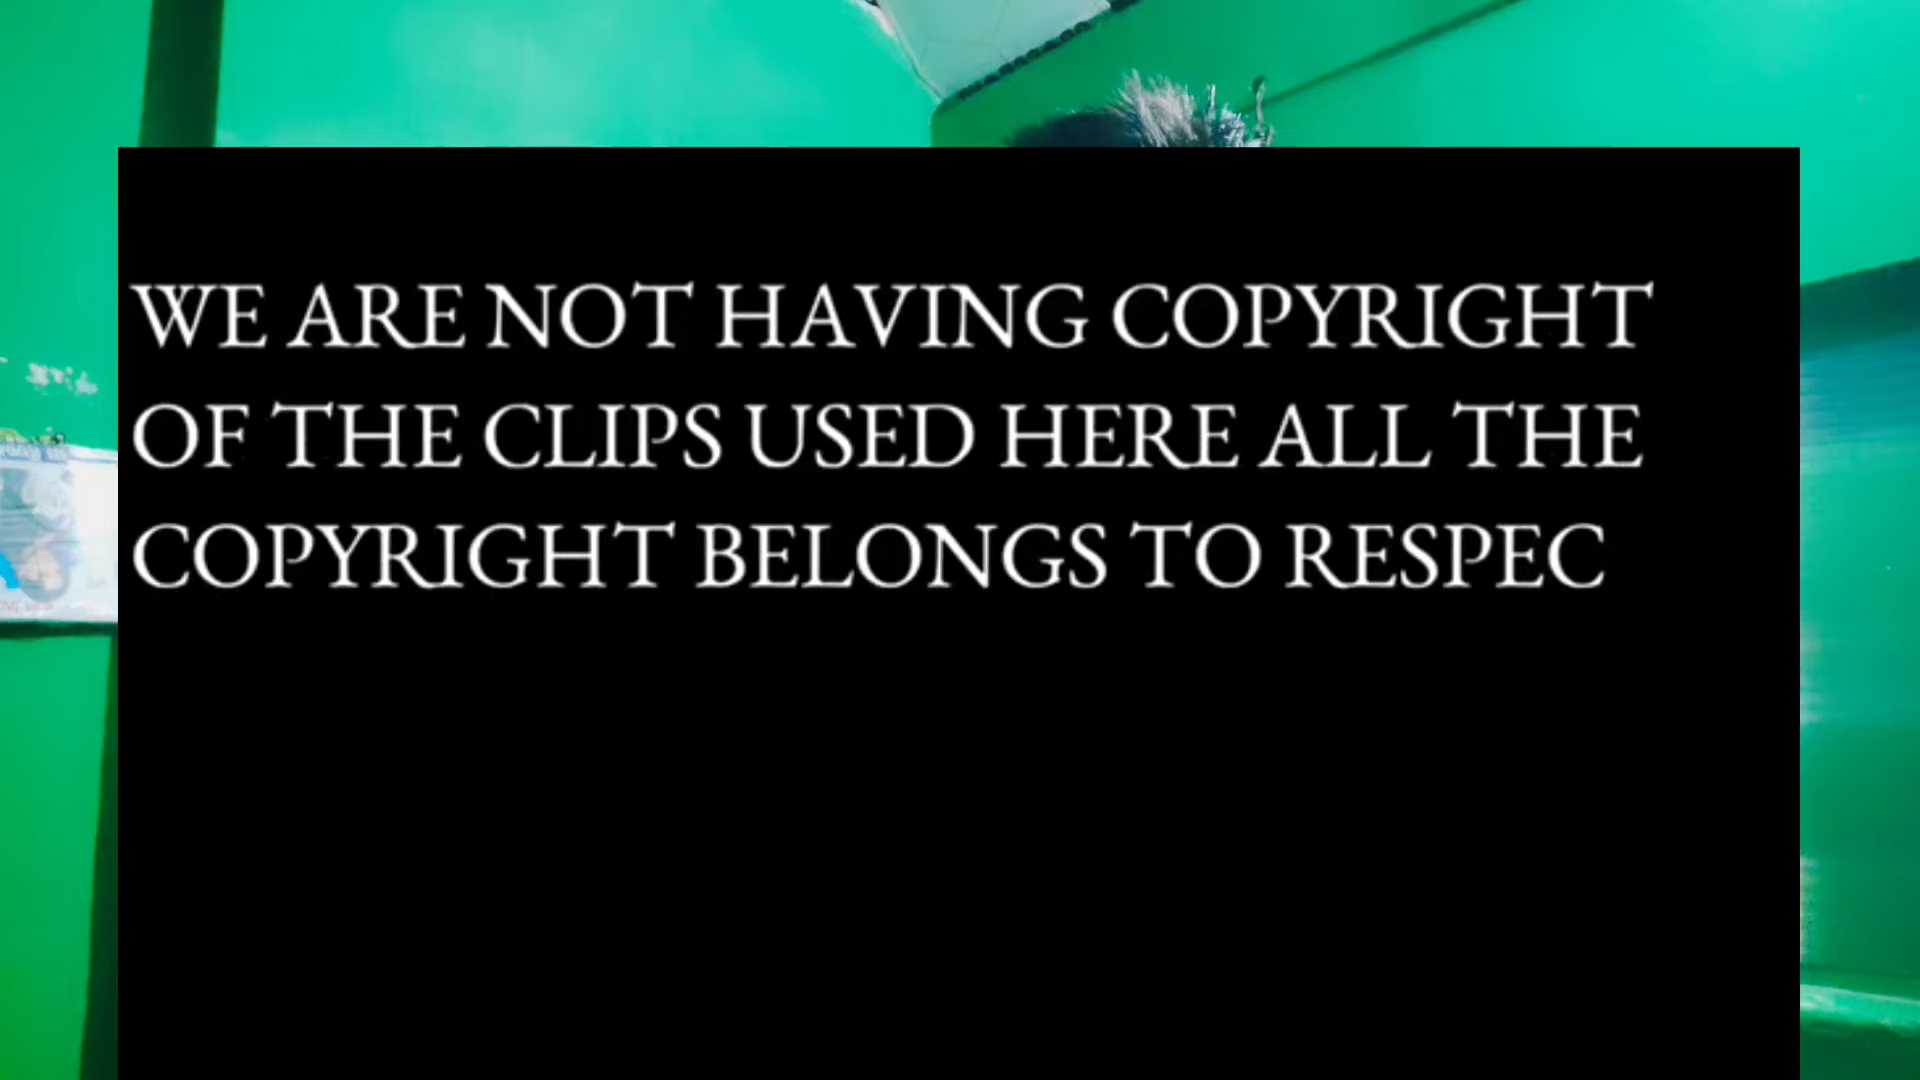 WE ARE NOT HAVING COPYRIGHT
OF THE CLIPS USED HERE ALL THE
COPYRIGHT BELONGS TO RESPEC